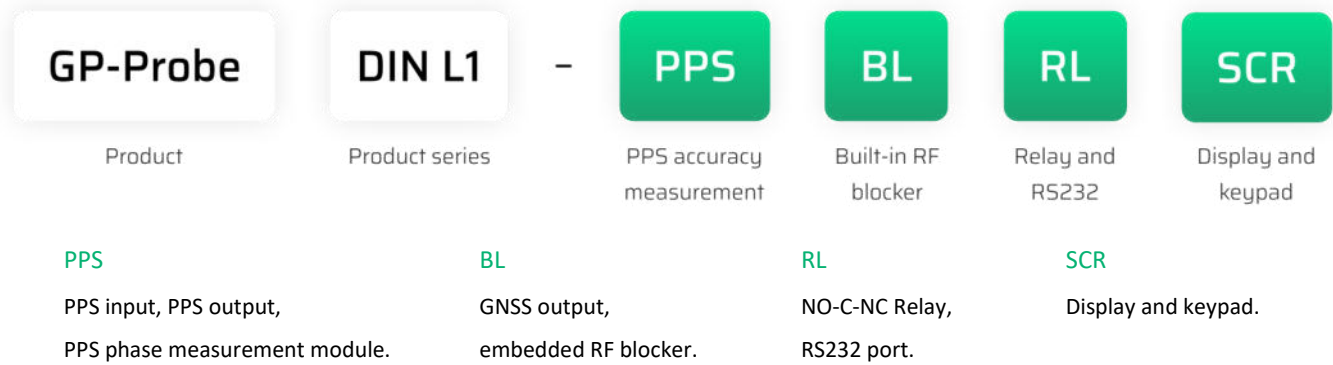 GP-Probe DIN L1 - PPS BL RL SCR
Product Product series PPS accuracy Built-in RF Relay and Display and
measurement blocker RS232 keypad
PPS BL RL SCR
PPS input, PPS output, GNSS output, NO-C-NC Relay, Display and keypad.
PPS phase measurement module. embedded RF blocker. RS232 port.